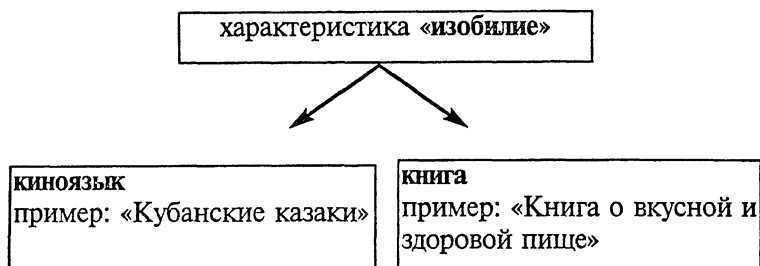 характеристика «изобилие»
киноязык
пример: «Кубанские казаки»
книга
пример: «Книга о вкусной и
здоровой пище»